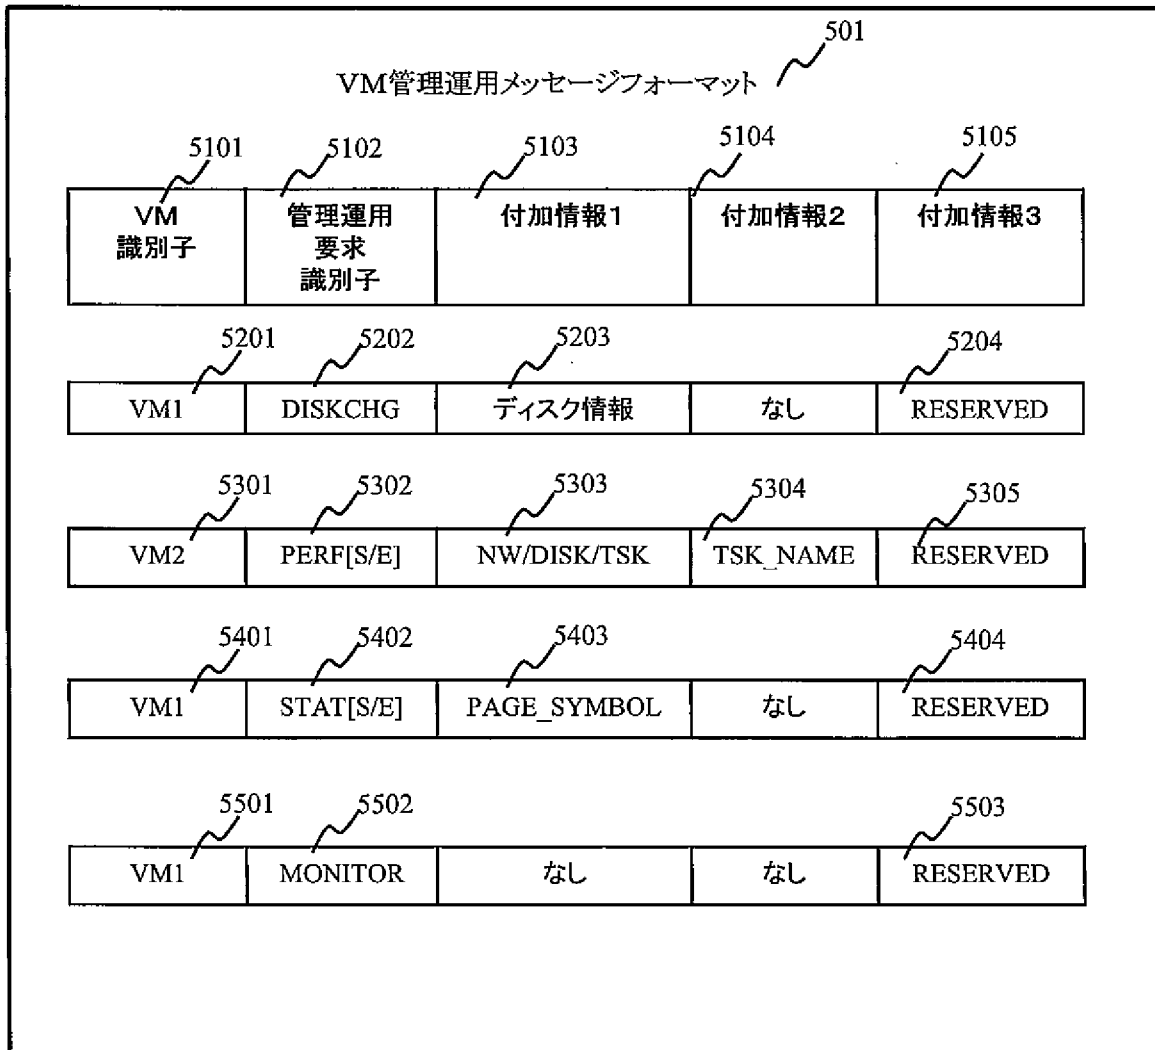 501
VM管理運用メッセージフォーマット
5101 5102 5103 5104 5105
VM 管理運用 付加情報1 付加情報2 付加情報3
識別子 要求
識別子
5201 5202 5203 5204
VM1 DISKCHG ディスク情報 なし RESERVED
5301 5302 5303 5304 5305
VM2 PERF[S/E] NW/DISK/TSK TSK_NAME RESERVED
5401 5402 5403 5404
VM1 STAT[S/E] PAGE_SYMBOL なし RESERVED
5501 5502 5503
VM1 MONITOR なし なし RESERVED